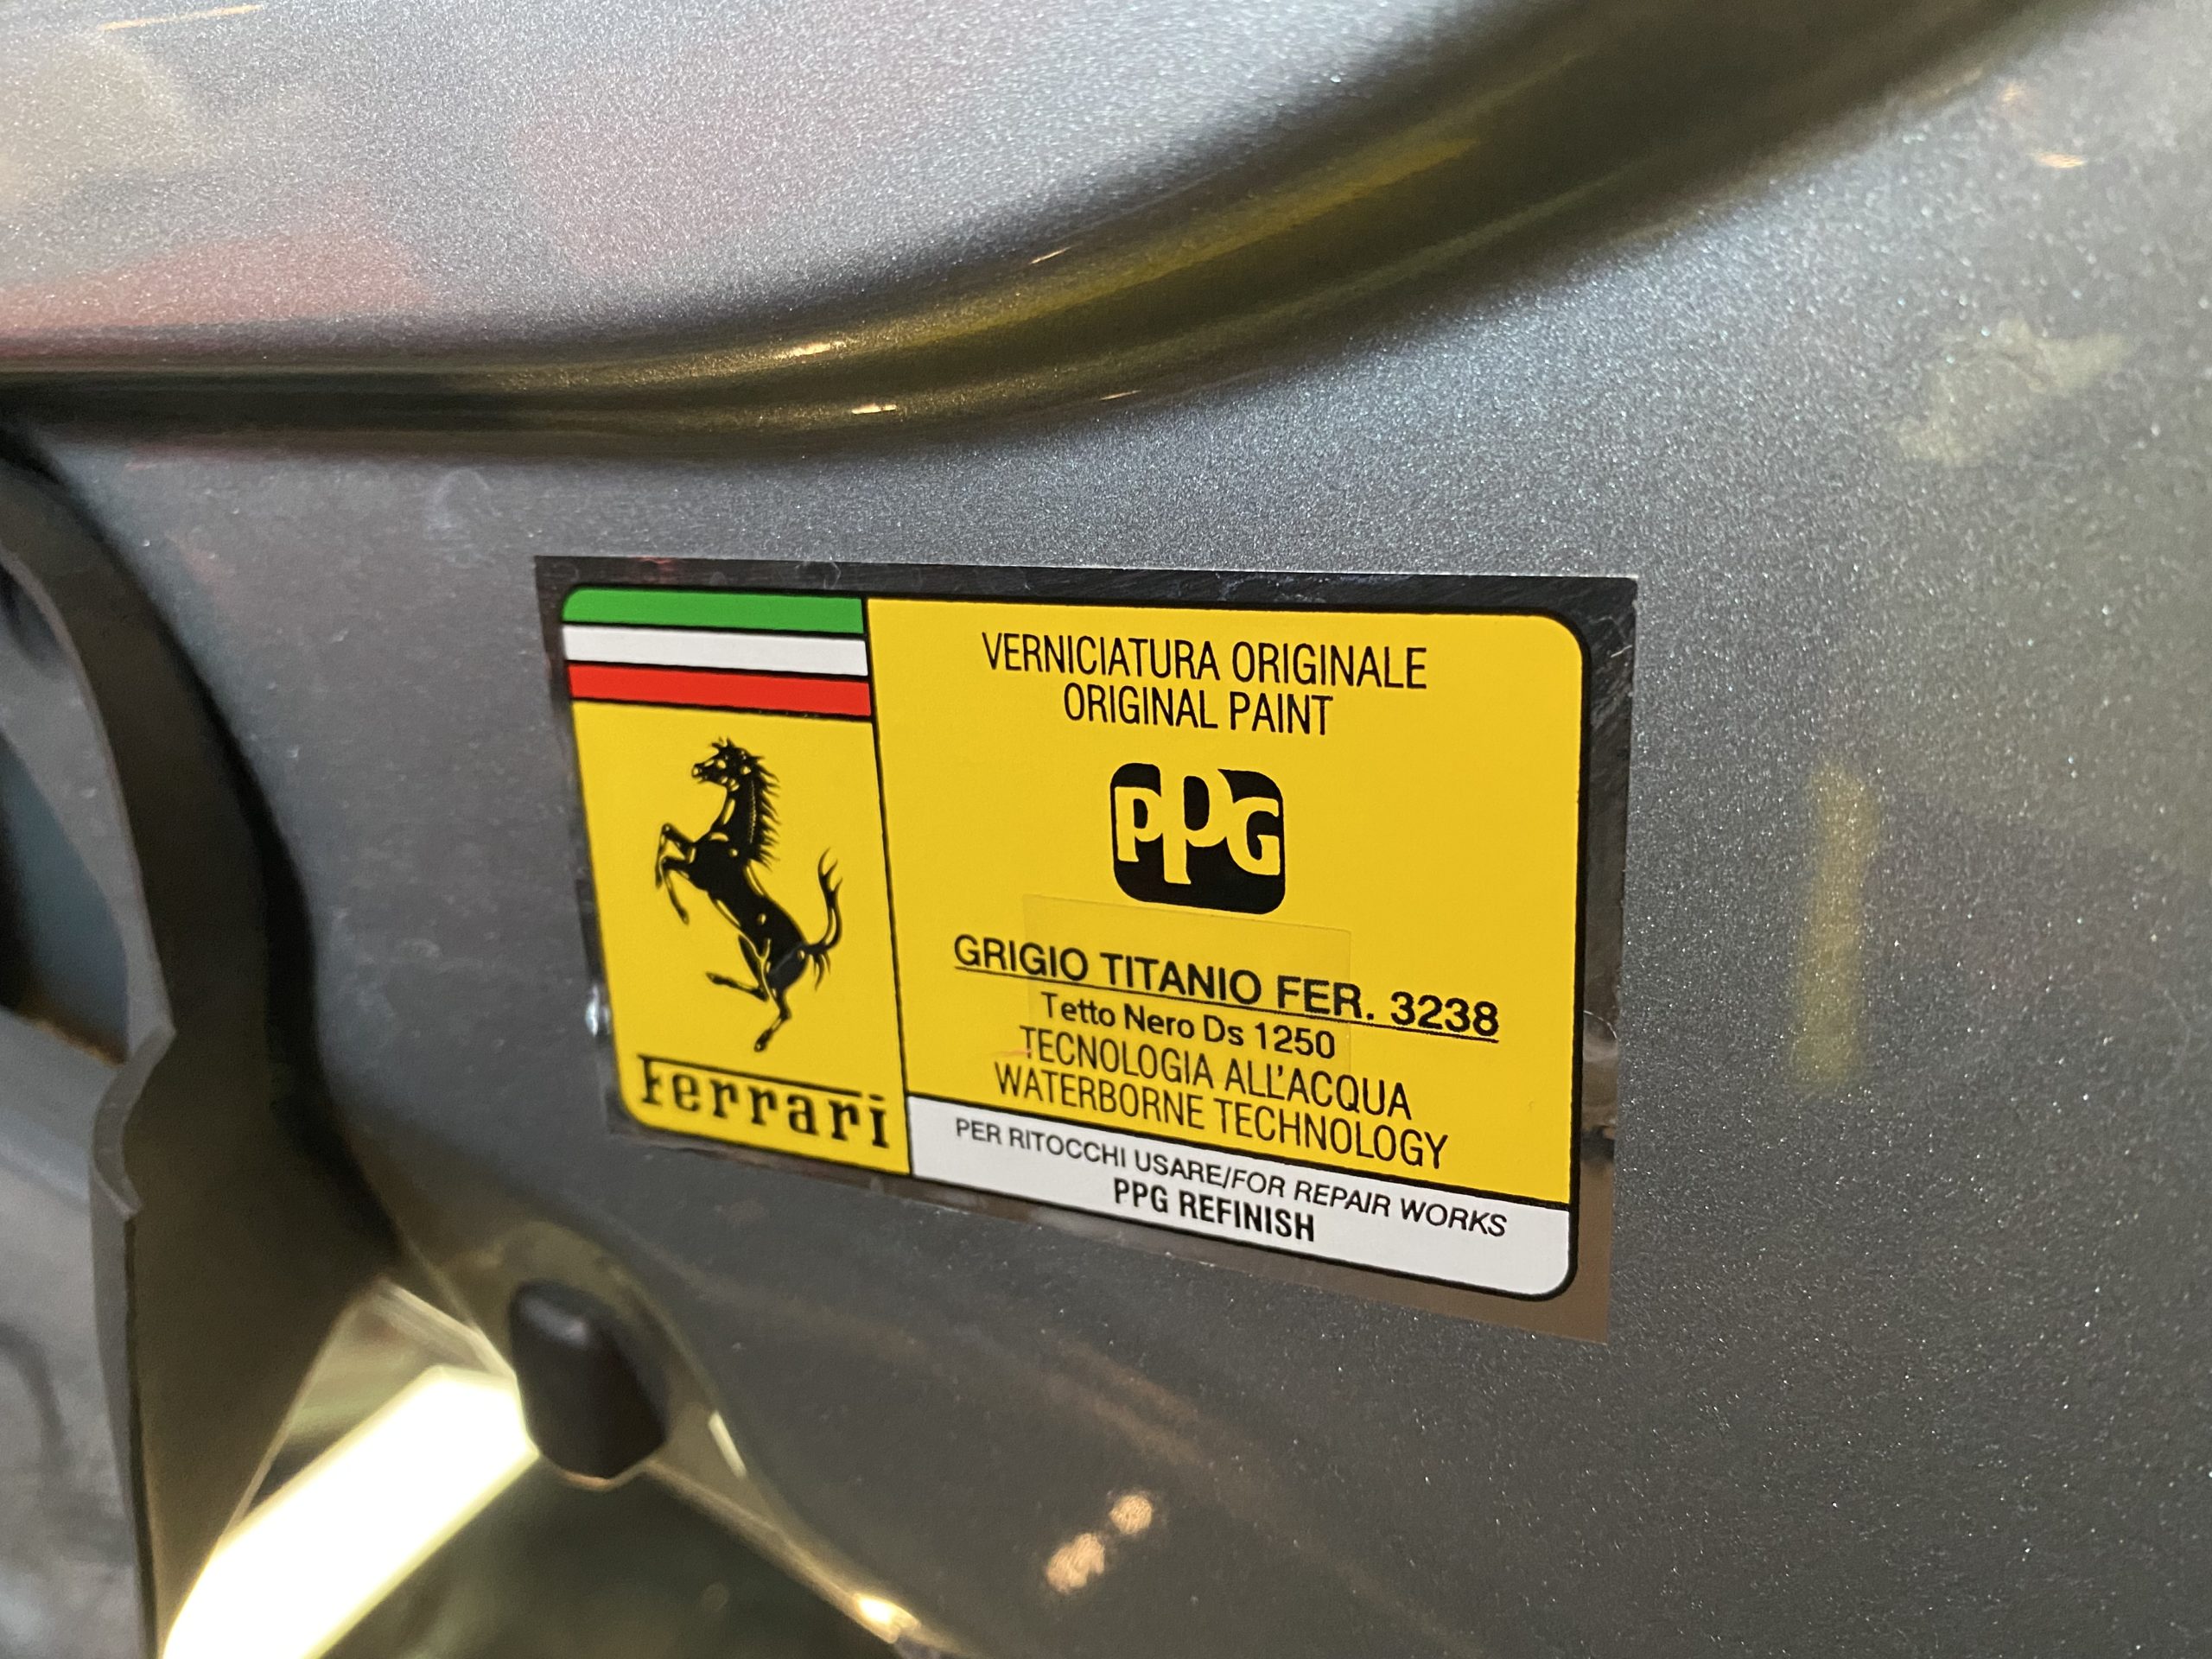 VERNICIATURA ORIGINALE
ORIGINAL PAINT
PPG
GRIGIO TITANIO FER. 3238
Tetto Nero Ds 1250
TECNOLOGIA ALL'ACQUA
WATERBORNE TECHNOLOGY
PER RITOCCHI USARE/FOR REPAIR WORKS
PPG REFINISH
Ferrari